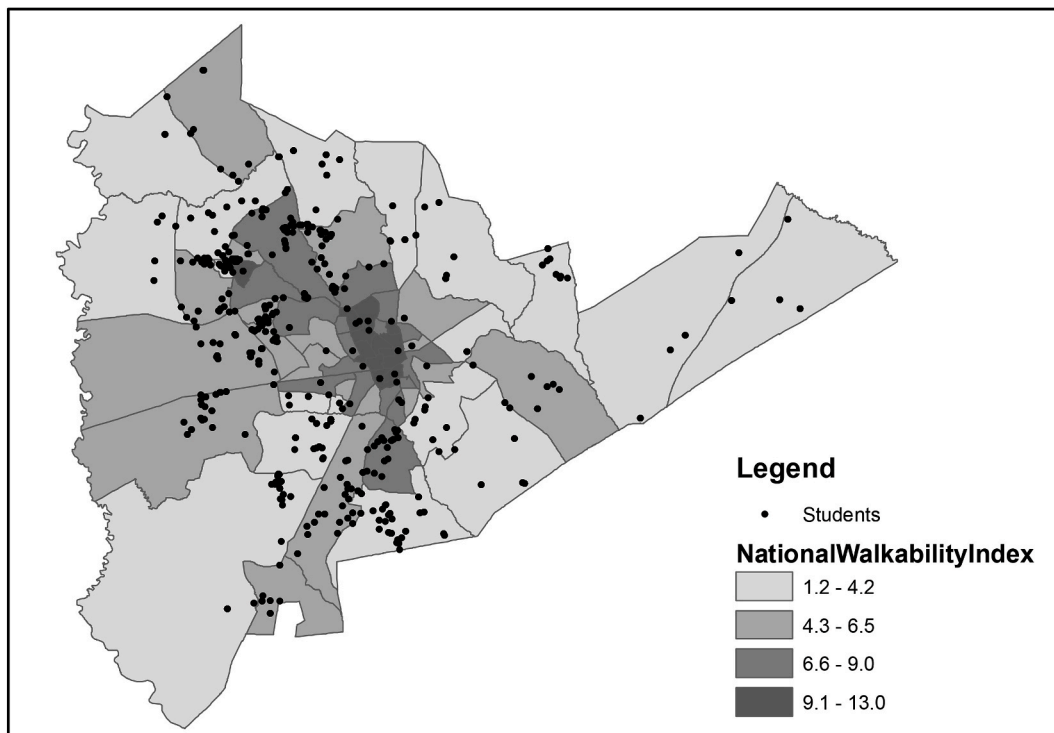 Legend
Students
NationalWalkabilityIndex
1.2 - 4.2
4.3 - 6.5
6.6 - 9.0
9.1 - 13.0